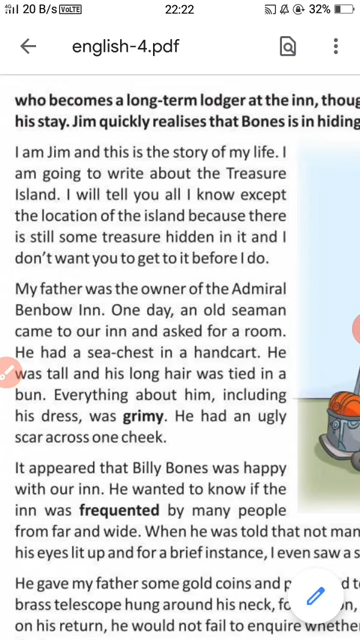 20 B/s VoLTE 22:22 32%
english-4.pdf
who becomes a long-term lodger at the inn, thoug
his stay. Jim quickly realises that Bones is in hiding
I am Jim and this is the story of my life. I
am going to write about the Treasure
Island. I will tell you all I know except
the location of the island because there
is still some treasure hidden in it and I
don't want you to get to it before I do.
My father was the owner of the Admiral
Benbow Inn. One day, an old seaman
came to our inn and asked for a room.
He had a sea-chest in a handcart. He
was tall and his long hair was tied in a
bun. Everything about him, including
his dress, was grimy. He had an ugly
scar across one cheek.
It appeared that Billy Bones was happy
with our inn. He wanted to know if the
inn was frequented by many people
from far and wide. When he was told that not man
his eyes lit up and for a brief instance, I even saw a s
He gave my father some gold coins and p d t
brass telescope hung around his neck, fo on,
on his return, he would not fail to enquire whethe